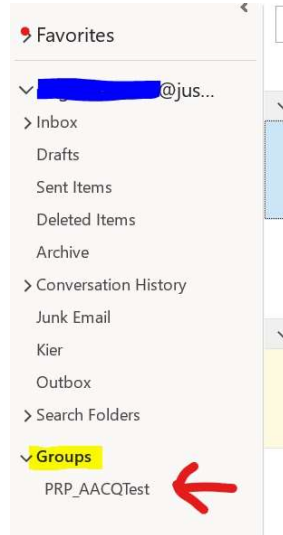 Favorites
@jus...
Inbox
Drafts
Sent Items
Deleted Items
Archive
Conversation History
Junk Email
Kier
Outbox
Search Folders
Groups
PRP_AACQTest